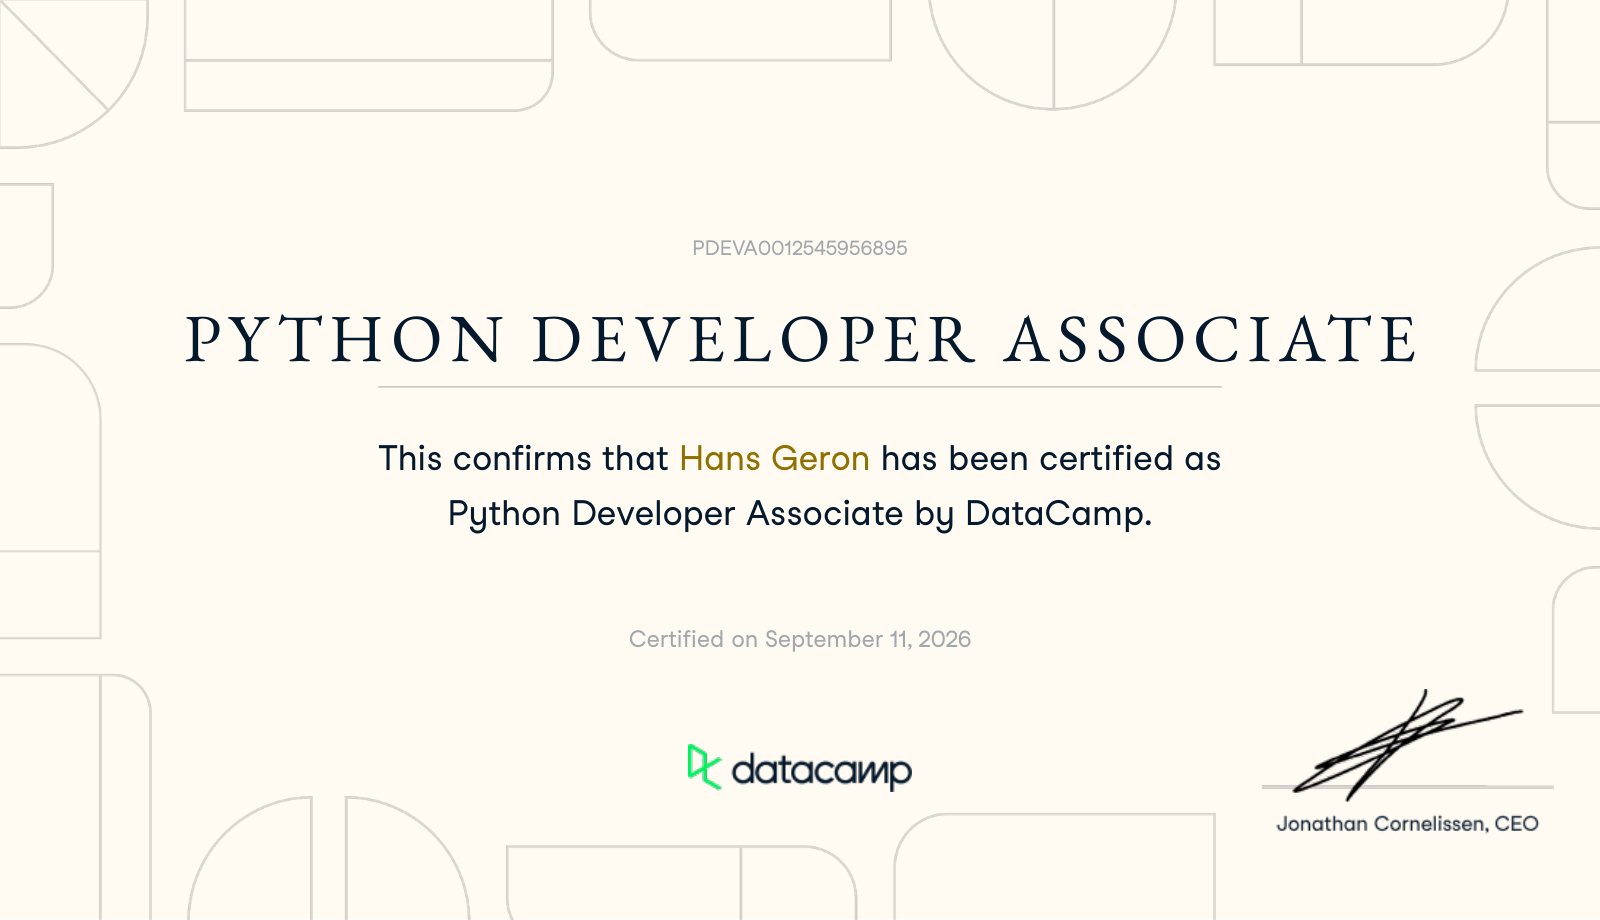 PDEVA0012545956895
PYTHON DEVELOPER ASSOCIATE
This confirms that Hans Geron has been certified as
Python Developer Associate by DataCamp.
Certified on September 11, 2026
datacamp
Jonathan Cornelissen, CEO